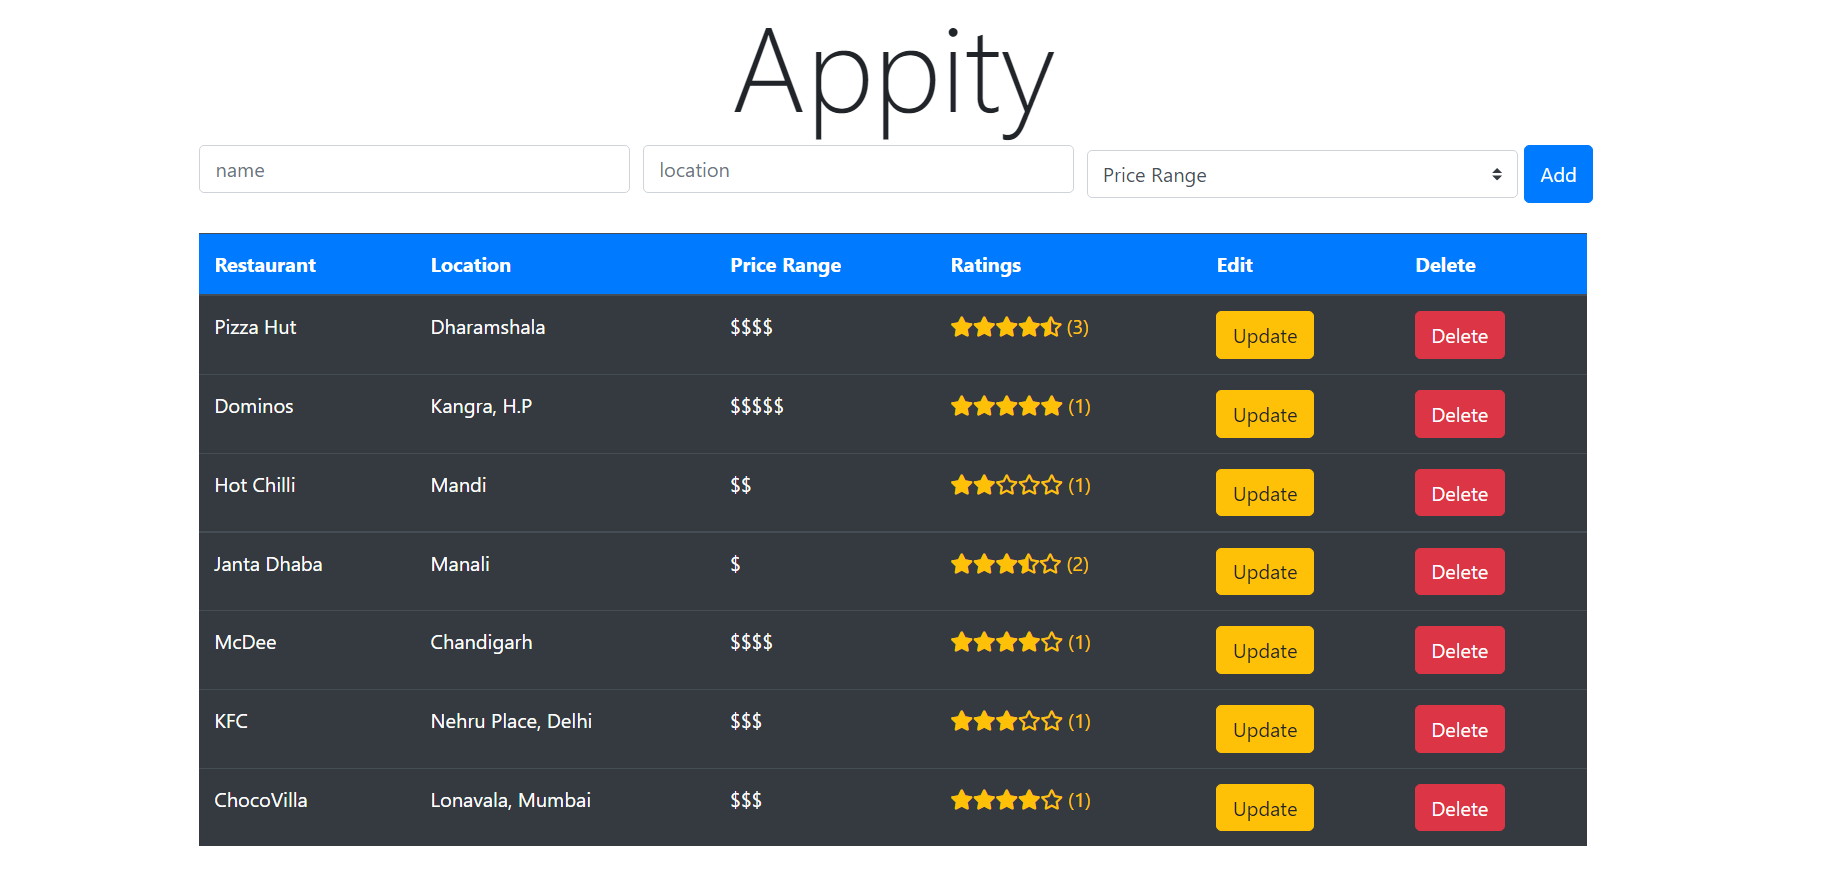 Appity
name location Price Range Add
Restaurant Location Price Range Ratings Edit Delete
Pizza Hut Dharamshala $$$$ (3) Update Delete
Dominos Kangra, H.P $$$$$ (1) Update Delete
Hot Chilli Mandi $$ (1) Update Delete
Janta Dhaba Manali $ (2) Update Delete
McDee Chandigarh $$$$ (1) Update Delete
KFC Nehru Place, Delhi $$$ (1) Update Delete
ChocoVilla Lonavala, Mumbai $$$ (1) Update Delete